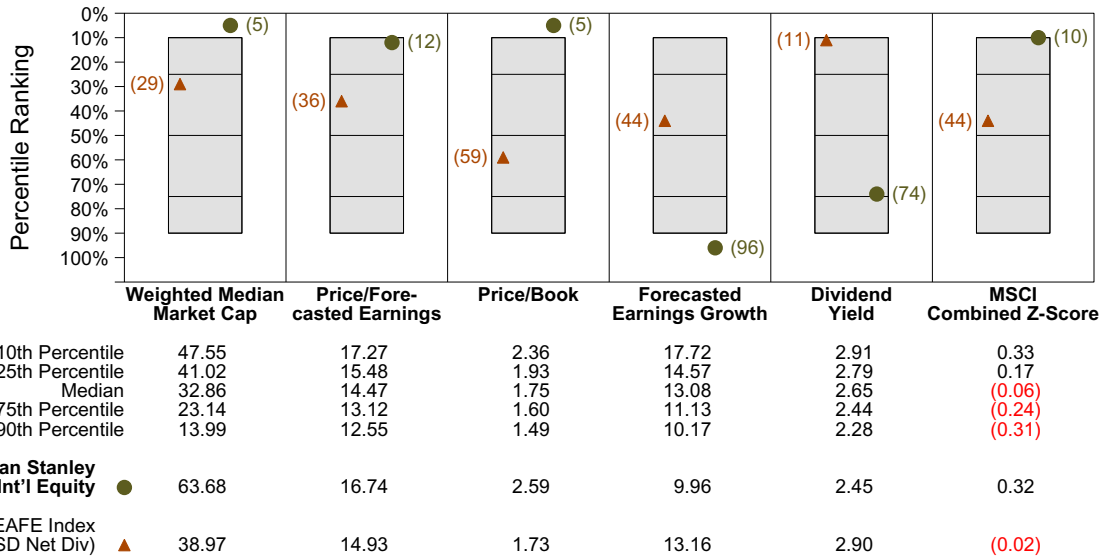 Percentile Ranking
0%
10%
20%
30%
40%
50%
60%
70%
80%
90%
100%
(5) (12) (5) (96) (74) (10)
(29) (36) (59) (44) (11) (44)
Weighted Median Market Cap
Price/Fore-casted Earnings
Price/Book
Forecasted Earnings Growth
Dividend Yield
MSCI Combined Z-Score
10th Percentile 47.55 17.27 2.36 17.72 2.91 0.33
25th Percentile 41.02 15.48 1.93 14.57 2.79 0.17
Median 32.86 14.47 1.75 13.08 2.65 (0.06)
75th Percentile 23.14 13.12 1.60 11.13 2.44 (0.24)
90th Percentile 13.99 12.55 1.49 10.17 2.28 (0.31)
an Stanley
Int'l Equity 63.68 16.74 2.59 9.96 2.45 0.32
EAFE Index
SD Net Div) 38.97 14.93 1.73 13.16 2.90 (0.02)